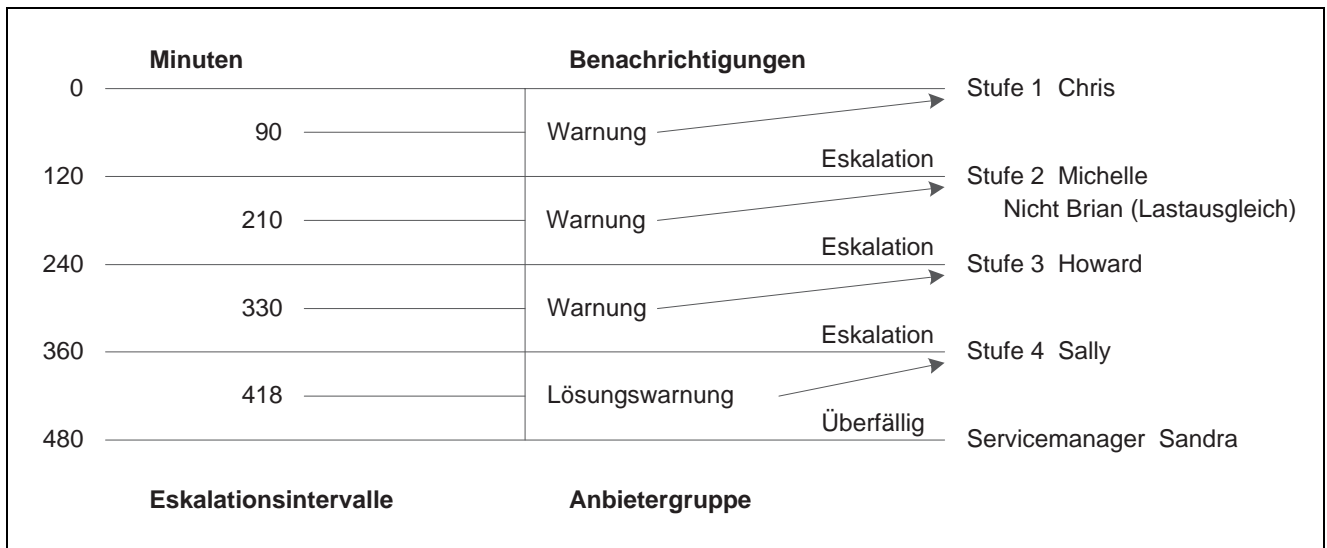 Minuten Benachrichtigungen
0 Stufe 1 Chris
90 Warnung
Eskalation
120 Stufe 2 Michelle
Nicht Brian (Lastausgleich)
210 Warnung
Eskalation
240 Stufe 3 Howard
330 Warnung
Eskalation
360 Stufe 4 Sally
418 Lösungswarnung
Überfällig
480 Servicemanager Sandra
Eskalationsintervalle Anbietergruppe